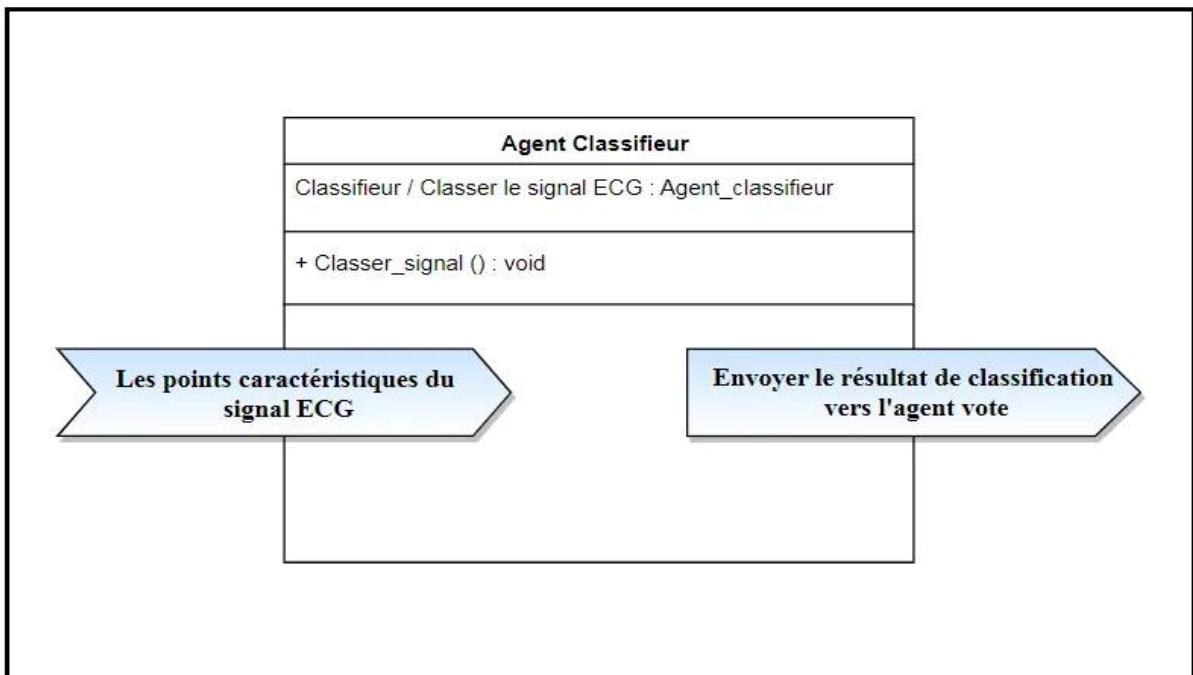 Agent Classifieur
Classifieur / Classer le signal ECG : Agent_classifieur
+ Classer_signal () : void
Les points caractéristiques du
signal ECG
Envoyer le résultat de classification
vers l'agent vote